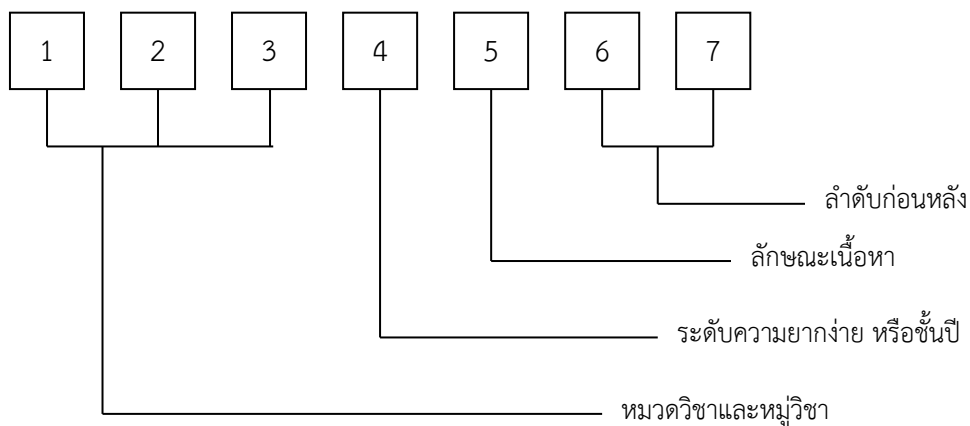 1 2 3 4 5 6 7
ลำดับก่อนหลัง
ลักษณะเนื้อหา
ระดับความยากง่าย หรือชั้นปี
หมวดวิชาและหมู่วิชา